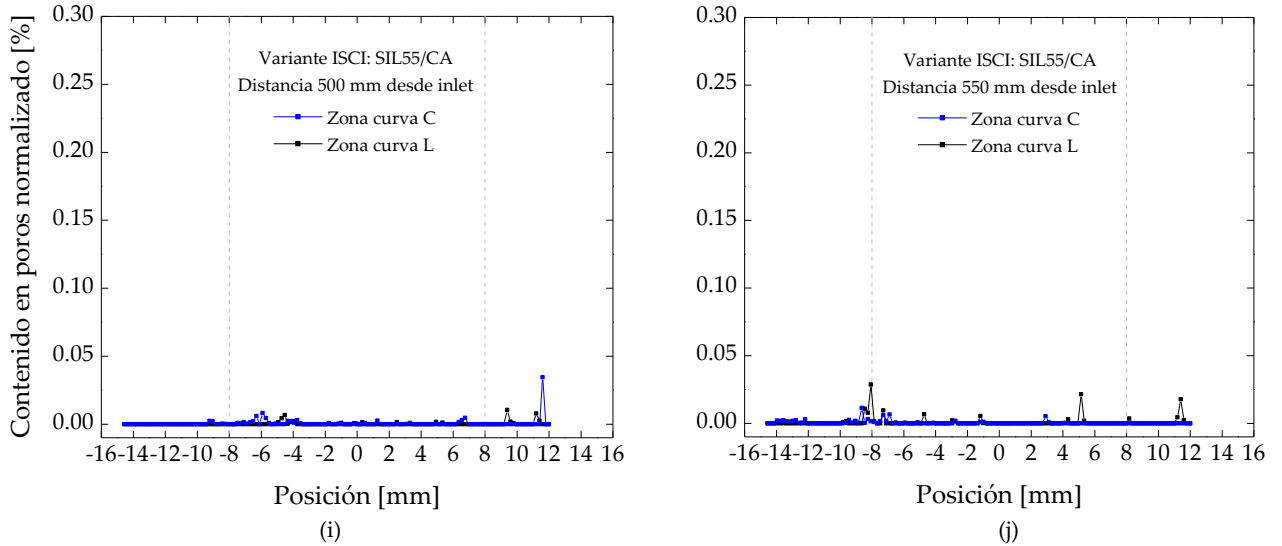 Contenido en poros normalizado [%]
0.30
0.25
0.20
0.15
0.10
0.05
0.00
Variante ISCI: SIL55/CA
Distancia 500 mm desde inlet
Zona curva C
Zona curva L
-16 -14 -12 -10 -8 -6 -4 -2 0 2 4 6 8 10 12 14 16
Posición [mm]
(i)
0.30
0.25
0.20
0.15
0.10
0.05
0.00
Variante ISCI: SIL55/CA
Distancia 550 mm desde inlet
Zona curva C
Zona curva L
-16 -14 -12 -10 -8 -6 -4 -2 0 2 4 6 8 10 12 14 16
Posición [mm]
(j)